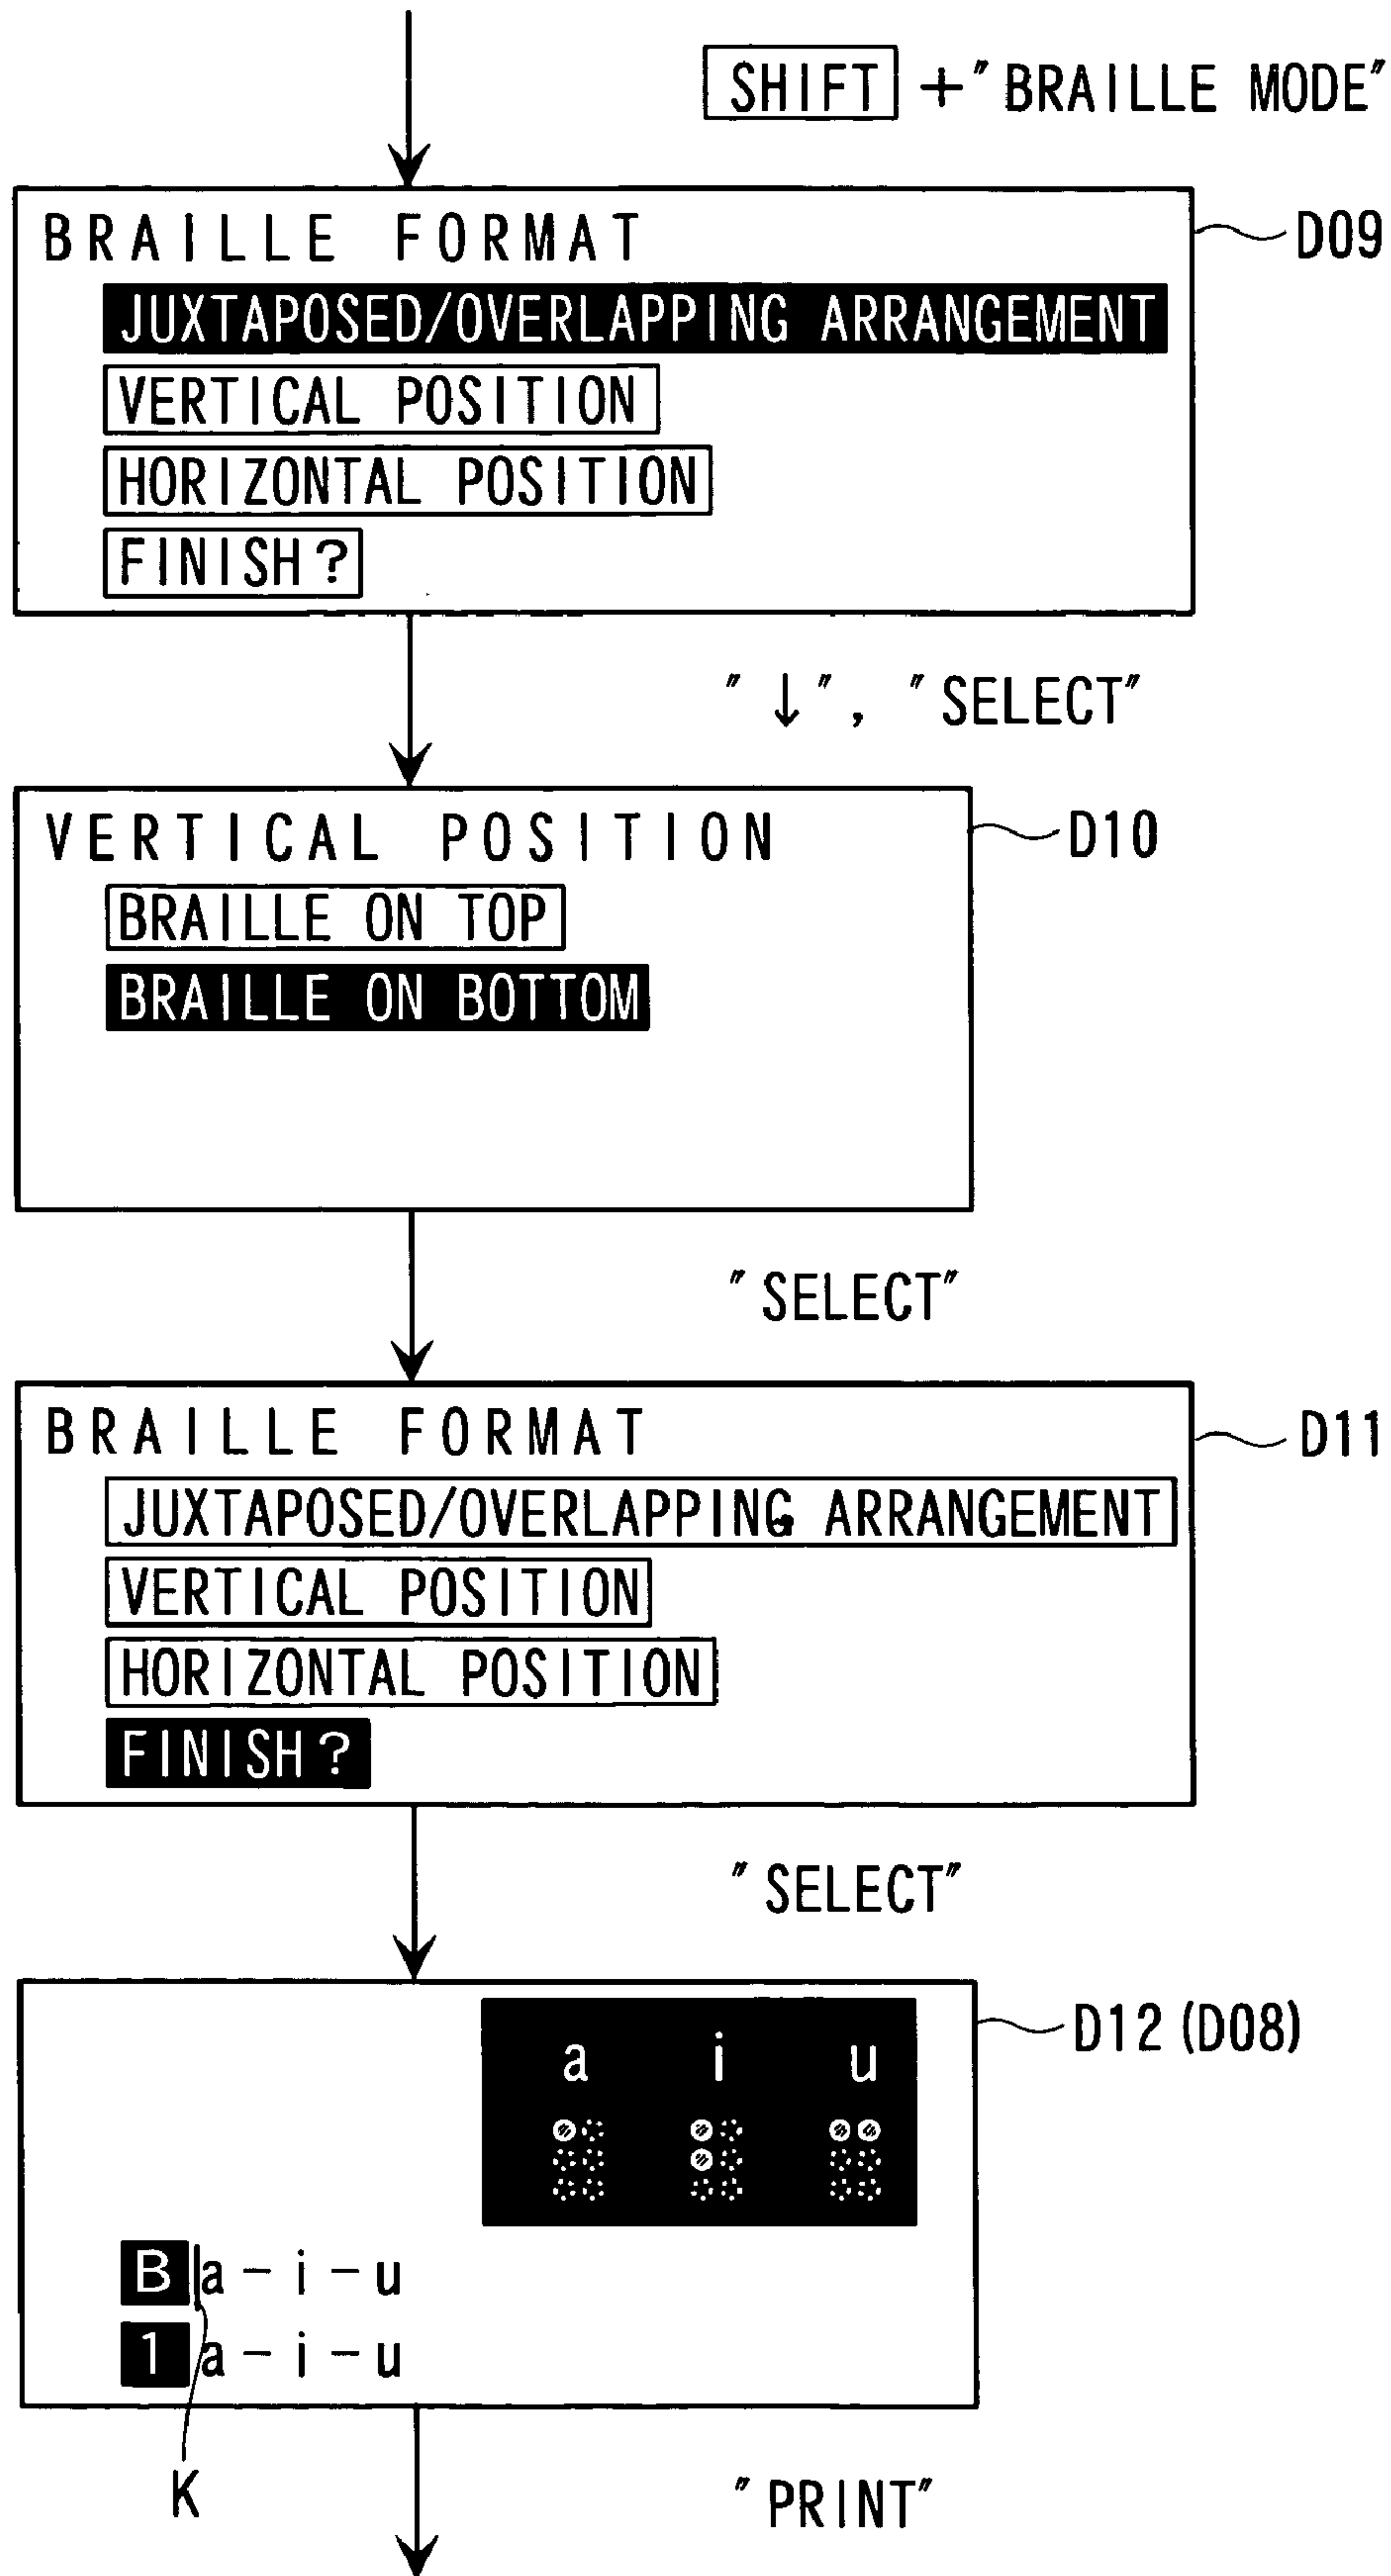 SHIFT +"BRAILLE MODE"
BRAILLE FORMAT
D09
JUXTAPOSED/OVERLAPPING ARRANGEMENT
VERTICAL POSITION
HORIZONTAL POSITION
FINISH?
"↓", "SELECT"
VERTICAL POSITION
D10
BRAILLE ON TOP
BRAILLE ON BOTTOM
"SELECT"
BRAILLE FORMAT
D11
JUXTAPOSED/OVERLAPPING ARRANGEMENT
VERTICAL POSITION
HORIZONTAL POSITION
FINISH?
"SELECT"
D12 (D08)
a i u
B a-i-u
1 a-i-u
K
"PRINT"